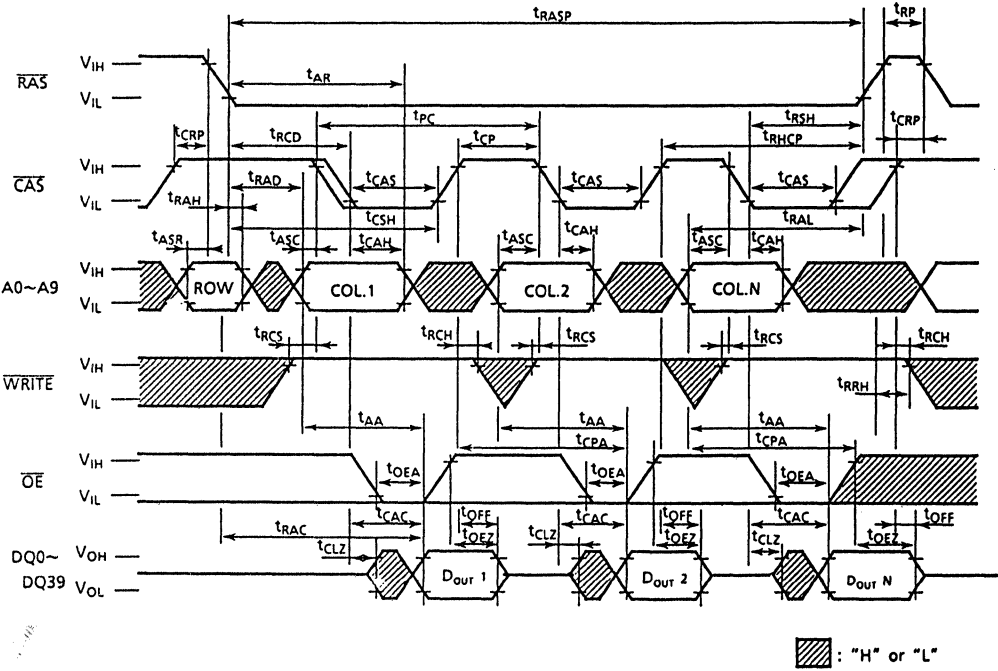 tRASP tRP
RAS VIH tAR
VIL
tCRP tRCD tPC tCP tRSH tRHCP tCRP
CAS VIH tRAD tCAS tCAS tCAS
VIL tRAH tCSH tRAL
tASR tASC tCAH tASC tCAH tASC tCAH
A0~A9 VIH ROW COL.1 COL.2 COL.N
VIL
tRCS tRCH tRCS tRCS tRCH
WRITE VIH
VIL tRRH
tAA tAA tAA
tCPA tCPA
OE VIH tOEA tOEA tOEA
VIL
tRAC tCAC tOFF tCAC tOFF tCAC tOFF
tCLZ tOEZ tCLZ tOEZ tCLZ tOEZ
DQ0~ VOH
DQ39 DOUT 1 DOUT 2 DOUT N
VOL
: "H" or "L"